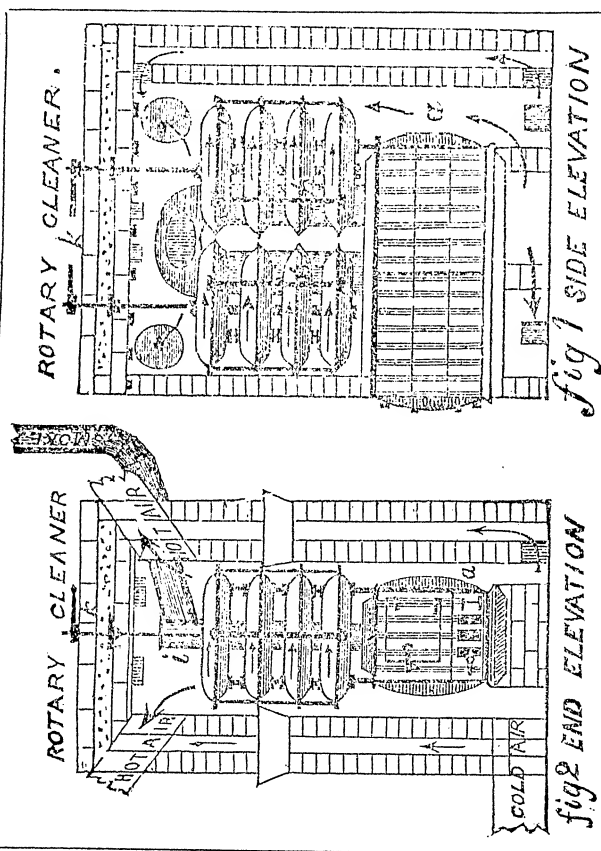 ROTARY CLEANER.
a
fig 1 SIDE ELEVATION
ROTARY CLEANER
SMOKE
HOT AIR
HOT AIR
i
a
COLD AIR
fig 2 END ELEVATION